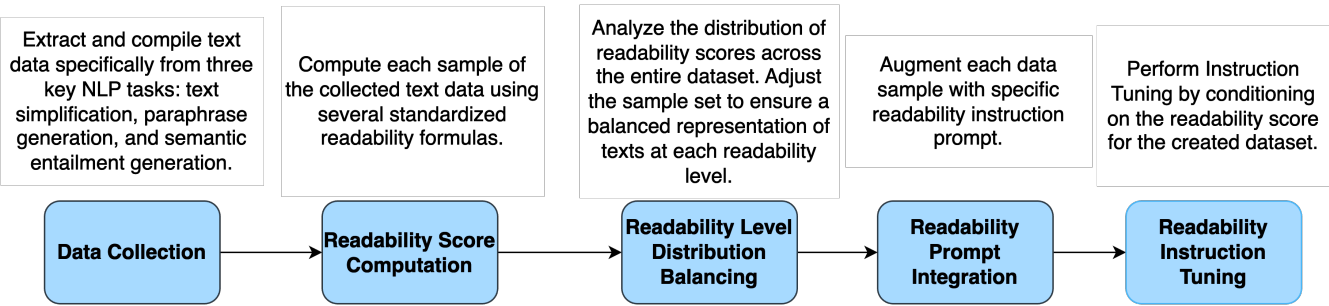 Extract and compile text
data specifically from three
key NLP tasks: text
simplification, paraphrase
generation, and semantic
entailment generation.
Compute each sample of
the collected text data using
several standardized
readability formulas.
Analyze the distribution of
readability scores across
the entire dataset. Adjust
the sample set to ensure a
balanced representation of
texts at each readability
level.
Augment each data
sample with specific
readability instruction
prompt.
Perform Instruction
Tuning by conditioning
on the readability score
for the created dataset.
Data Collection
Readability Score
Computation
Readability Level
Distribution
Balancing
Readability
Prompt
Integration
Readability
Instruction
Tuning